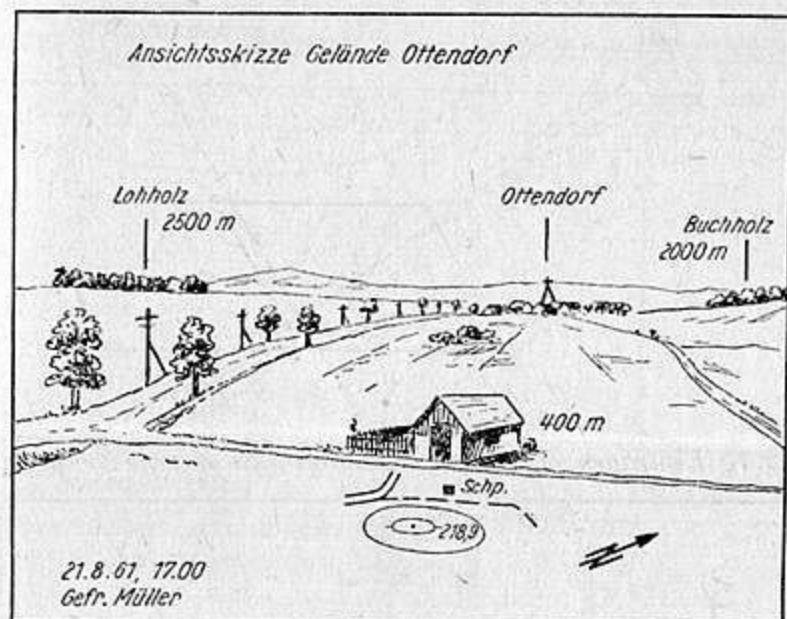 Ansichtsskizze Gelände Ottendorf
Lohholz
2500 m
Ottendorf
Buchholz
2000 m
400 m
Schp.
218,9
21.8.61, 17.00
Gefr. Müller